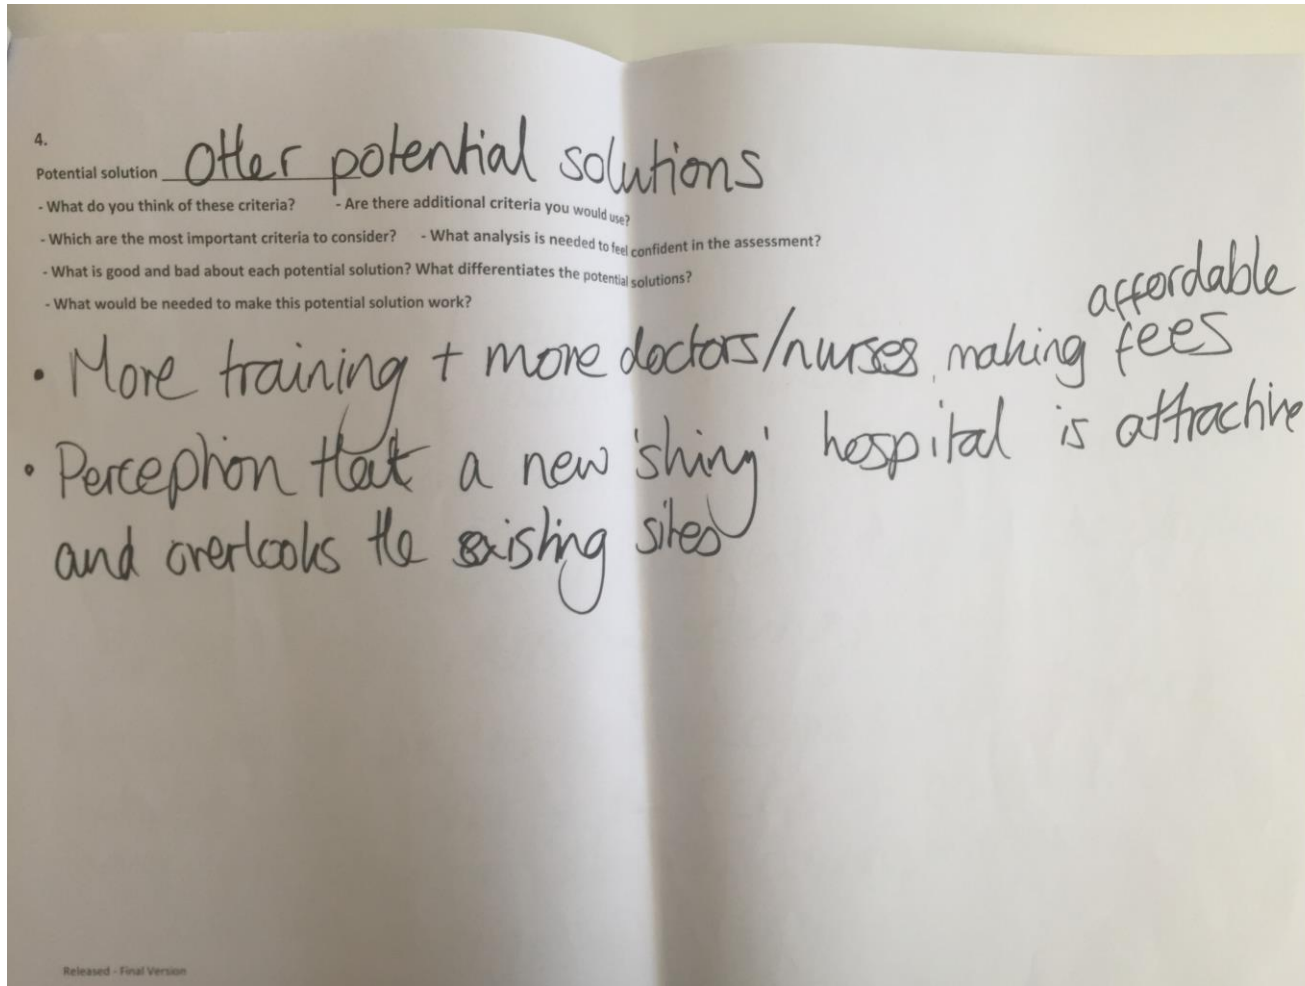 4.
Potential solution Other potential solutions
- What do you think of these criteria? - Are there additional criteria you would use?
- Which are the most important criteria to consider? - What analysis is needed to feel confident in the assessment?
- What is good and bad about each potential solution? What differentiates the potential solutions?
- What would be needed to make this potential solution work?
affordable
• More training + more doctors/nurses, making fees
• Perception that a new 'shiny' hospital is attractive
and overlooks the existing sites
Released - Final Version